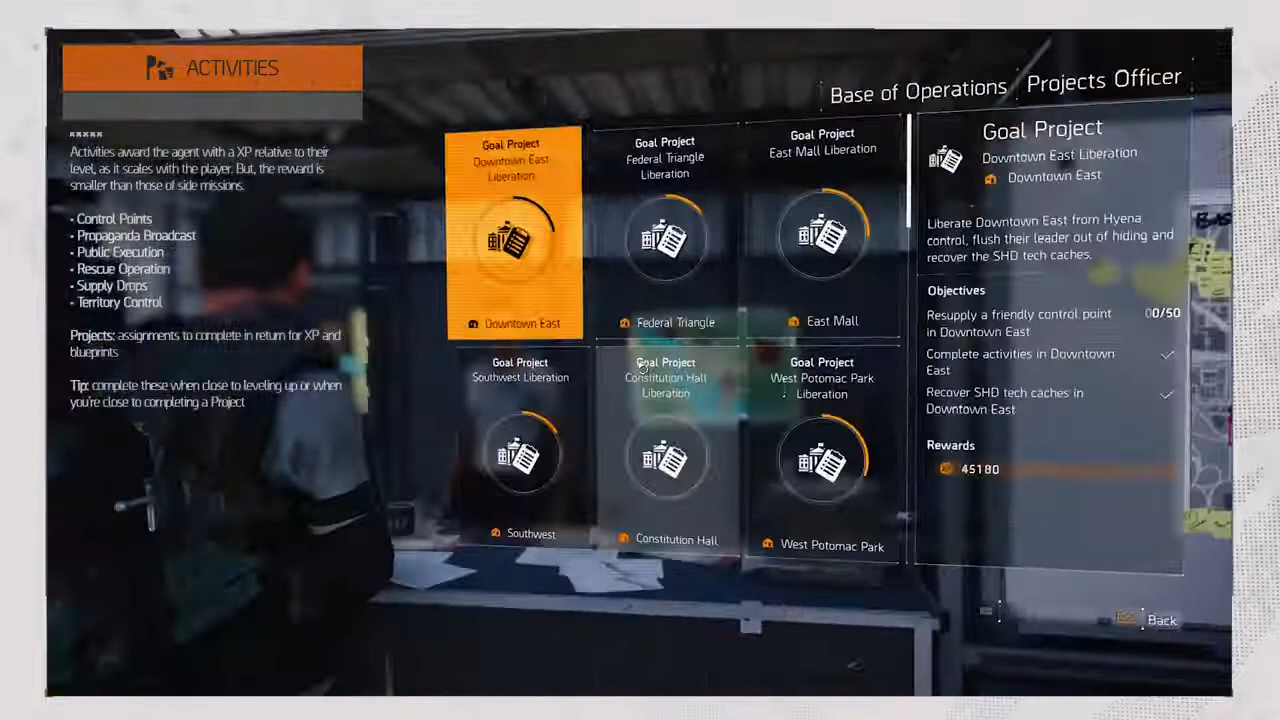 ACTIVITIES
Activities award the agent with a XP relative to their
level, as it scales with the player. But, the reward is
smaller than those of side missions.
• Control Points
• Propaganda Broadcast
• Public Execution
• Rescue Operation
• Supply Drops
• Territory Control
Projects: assignments to complete in return for XP and
blueprints
Tip: complete these when close to leveling up or when
you're close to completing a Project
Base of Operations Projects Officer
Goal Project
Downtown East
Liberation
Downtown East
Goal Project
Federal Triangle
Liberation
Federal Triangle
Goal Project
East Mall Liberation
East Mall
Goal Project
Southwest Liberation
Southwest
Goal Project
Constitution Hall
Liberation
Constitution Hall
Goal Project
West Potomac Park
Liberation
West Potomac Park
Goal Project
Downtown East Liberation
Downtown East
Liberate Downtown East from Hyena
control, flush their leader out of hiding and
recover the SHD tech caches.
Objectives
Resupply a friendly control point 00/50
in Downtown East
Complete activities in Downtown
East
Recover SHD tech caches in
Downtown East
Rewards
45180
Back